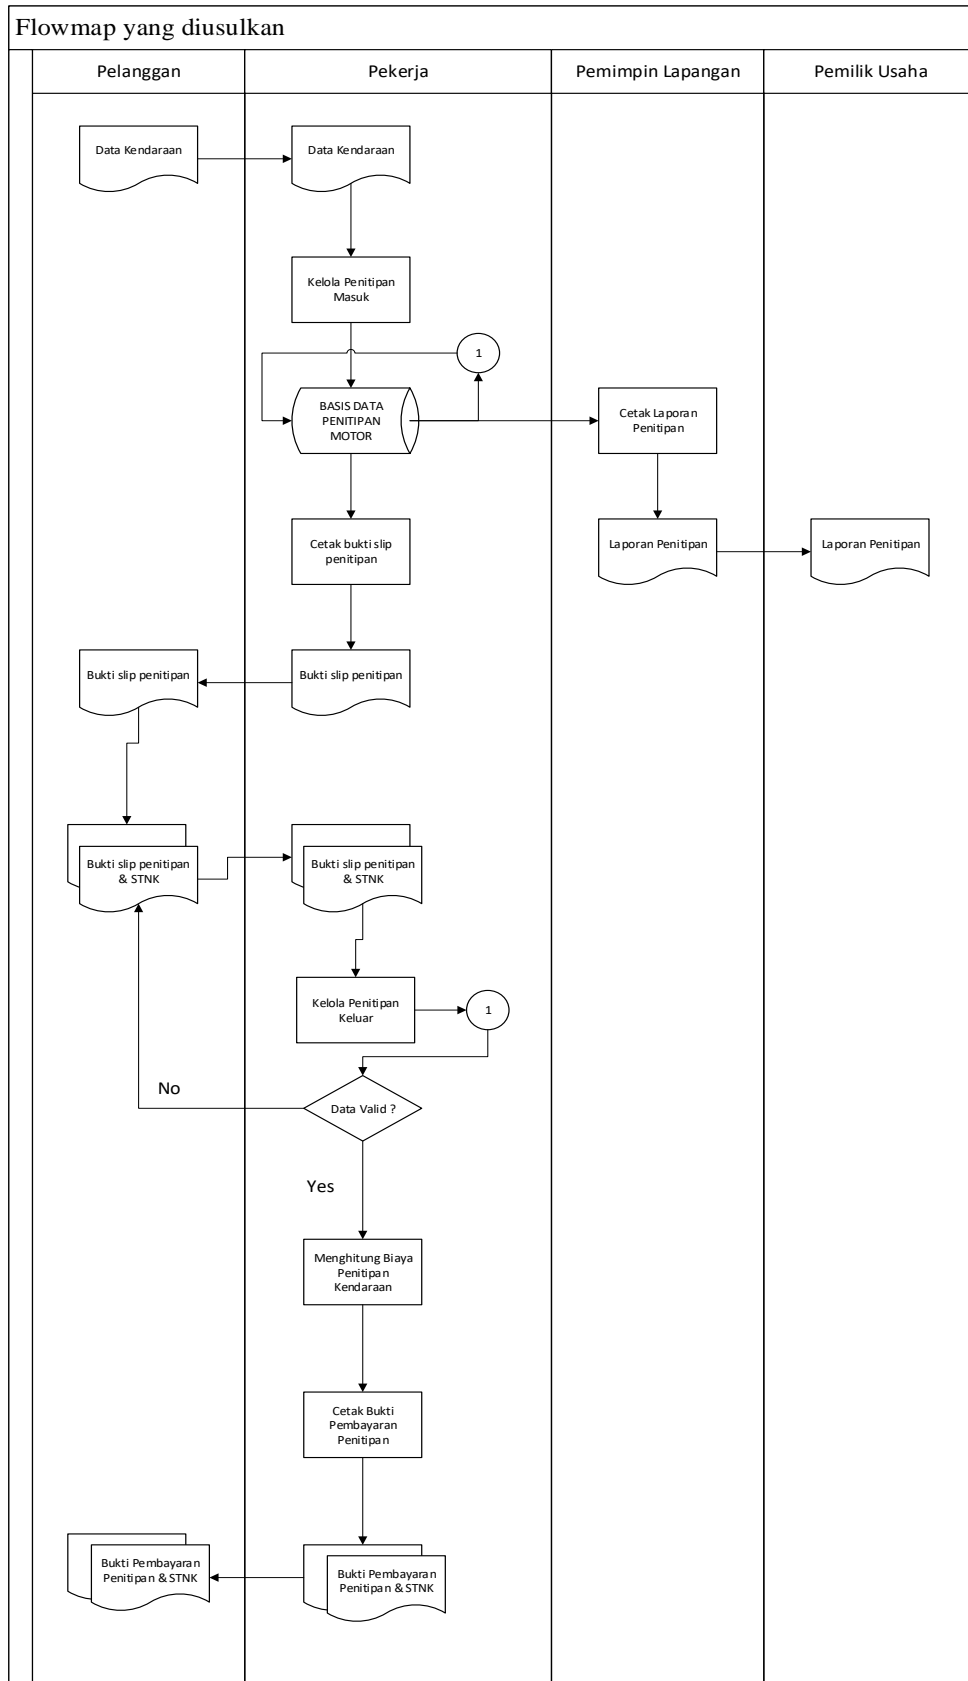 Flowmap yang diusulkan
Pelanggan
Pekerja
Pemimpin Lapangan
Pemilik Usaha
Data Kendaraan
Data Kendaraan
Kelola Penitipan
Masuk
1
BASIS DATA
PENITIPAN
MOTOR
Cetak Laporan
Penitipan
Cetak bukti slip
penitipan
Laporan Penitipan
Laporan Penitipan
Bukti slip penitipan
Bukti slip penitipan
Bukti slip penitipan
& STNK
Bukti slip penitipan
& STNK
Kelola Penitipan
Keluar
1
No
Data Valid ?
Yes
Menghitung Biaya
Penitipan
Kendaraan
Cetak Bukti
Pembayaran
Penitipan
Bukti Pembayaran
Penitipan & STNK
Bukti Pembayaran
Penitipan & STNK